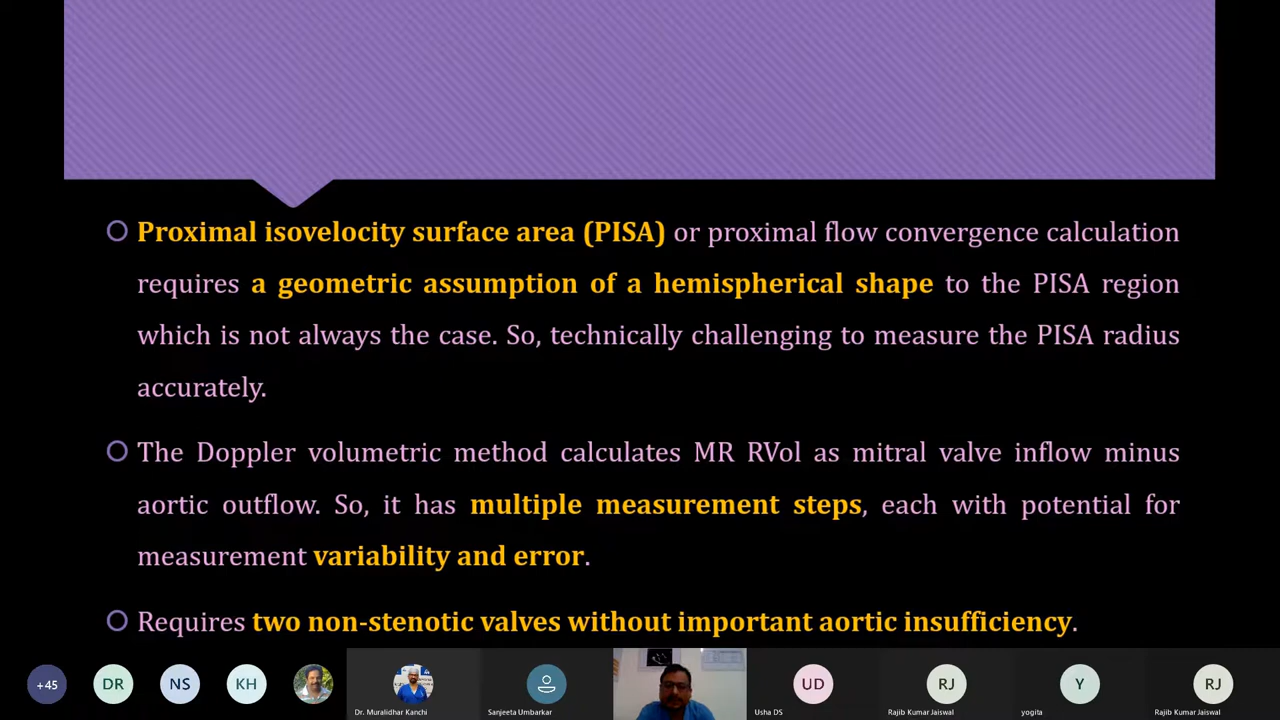 Proximal isovelocity surface area (PISA) or proximal flow convergence calculation
requires a geometric assumption of a hemispherical shape to the PISA region
which is not always the case. So, technically challenging to measure the PISA radius
accurately.
The Doppler volumetric method calculates MR RVol as mitral valve inflow minus
aortic outflow. So, it has multiple measurement steps, each with potential for
measurement variability and error.
Requires two non-stenotic valves without important aortic insufficiency.
+45
DR
NS
KH
Dr. Muralidhar Kanchi
Sanjeeta Umbarkar
UD
Usha DS
RJ
Rajib Kumar Jaiswal
Y
yogita
RJ
Rajib Kumar Jaiswal